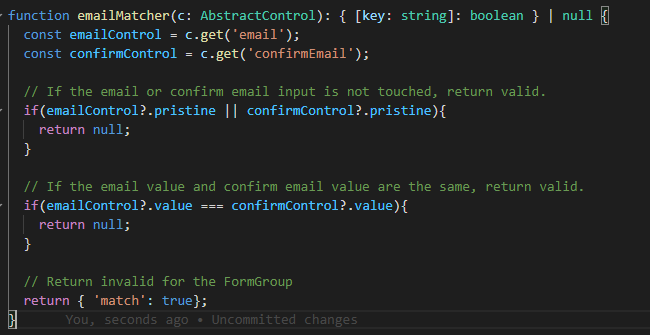 function emailMatcher(c: AbstractControl): { [key: string]: boolean } | null {
  const emailControl = c.get('email');
  const confirmControl = c.get('confirmEmail');

  // If the email or confirm email input is not touched, return valid.
  if(emailControl?.pristine || confirmControl?.pristine){
    return null;
  }

  // If the email value and confirm email value are the same, return valid.
  if(emailControl?.value === confirmControl?.value){
    return null;
  }

  // Return invalid for the FormGroup
  return { 'match': true};
}     You, seconds ago • Uncommitted changes